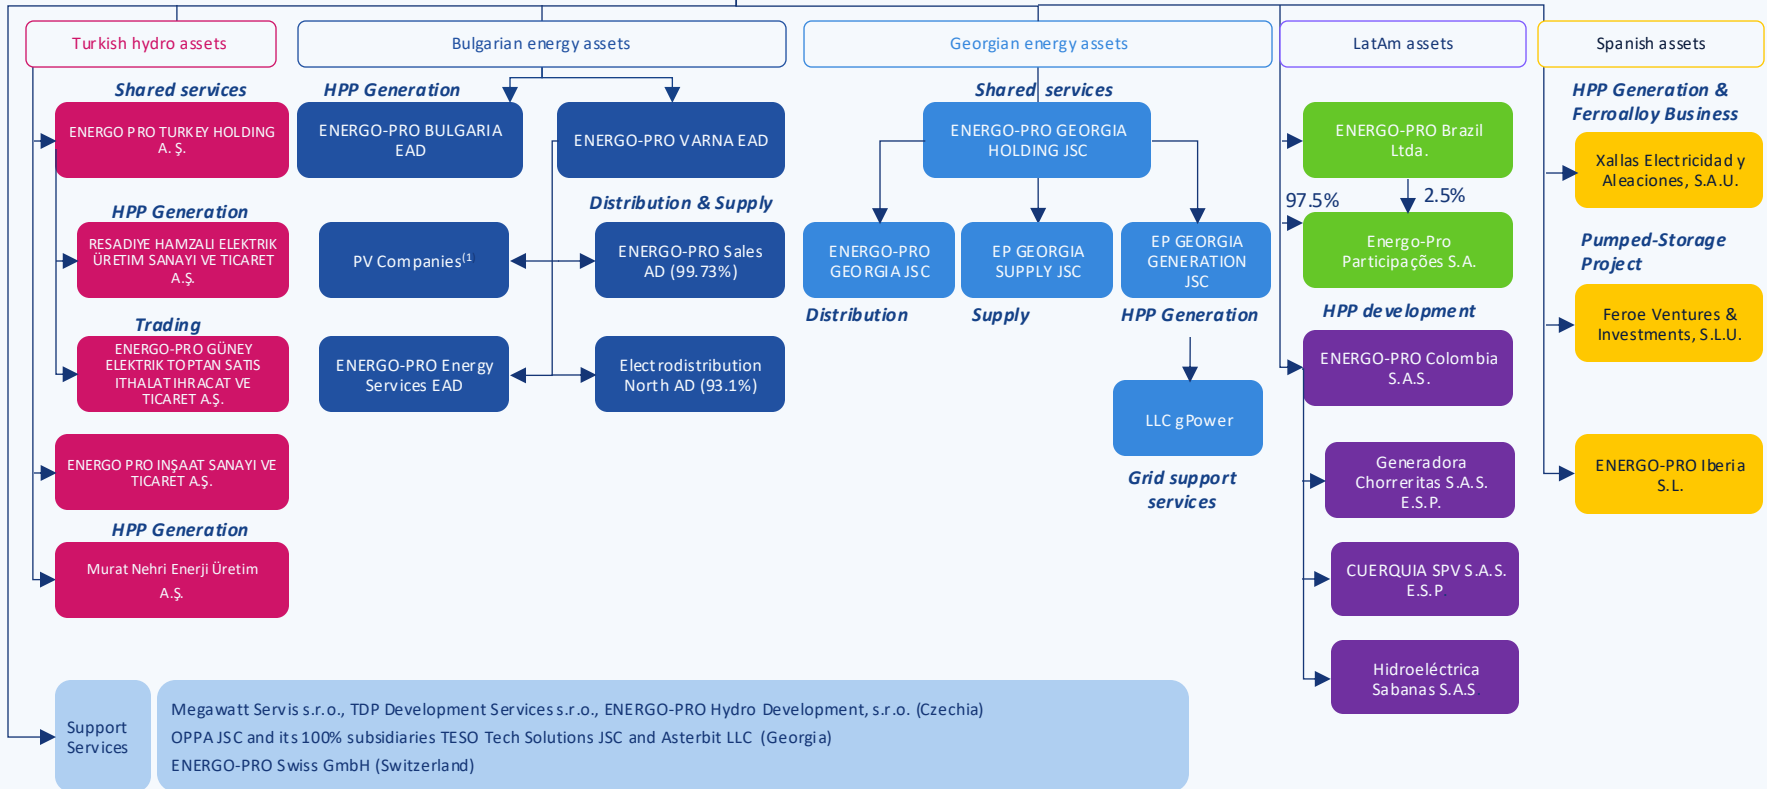 Turkish hydro assets
Bulgarian energy assets
Georgian energy assets
LatAm assets
Spanish assets
Shared services
ENERGO PRO TURKEY HOLDING
A. Ş.
HPP Generation
RESADIYE HAMZALI ELEKTRIK
ÜRETIM SANAYI VE TICARET
A.Ş.
Trading
ENERGO-PRO GÜNEY
ELEKTRIK TOPTAN SATIS
ITHALAT IHRACAT VE
TICARET A.Ş.
ENERGO PRO INŞAAT SANAYI VE
TICARET A.Ş.
HPP Generation
Murat Nehri Enerji Üretim
A.Ş.
HPP Generation
ENERGO-PRO BULGARIA
EAD
ENERGO-PRO VARNA EAD
Distribution & Supply
PV Companies(1
ENERGO-PRO Sales
AD (99.73%)
ENERGO-PRO Energy
Services EAD
Electrodistribution
North AD (93.1%)
Shared services
ENERGO-PRO GEORGIA
HOLDING JSC
ENERGO-PRO
GEORGIA JSC
EP GEORGIA
SUPPLY JSC
EP GEORGIA
GENERATION
JSC
Distribution
Supply
HPP Generation
LLC gPower
Grid support
services
ENERGO-PRO Brazil
Ltda.
97.5%
2.5%
Energo-Pro
Participações S.A.
HPP development
ENERGO-PRO Colombia
S.A.S.
Generadora
Chorreritas S.A.S.
E.S.P.
CUERQUIA SPV S.A.S.
E.S.P.
Hidroeléctrica
Sabanas S.A.S.
HPP Generation &
Ferroalloy Business
Xallas Electricidad y
Aleaciones, S.A.U.
Pumped-Storage
Project
Feroe Ventures &
Investments, S.L.U.
ENERGO-PRO Iberia
S.L.
Support
Services
Megawatt Servis s.r.o., TDP Development Services s.r.o., ENERGO-PRO Hydro Development, s.r.o. (Czechia)
OPPA JSC and its 100% subsidiaries TESO Tech Solutions JSC and Asterbit LLC (Georgia)
ENERGO-PRO Swiss GmbH (Switzerland)